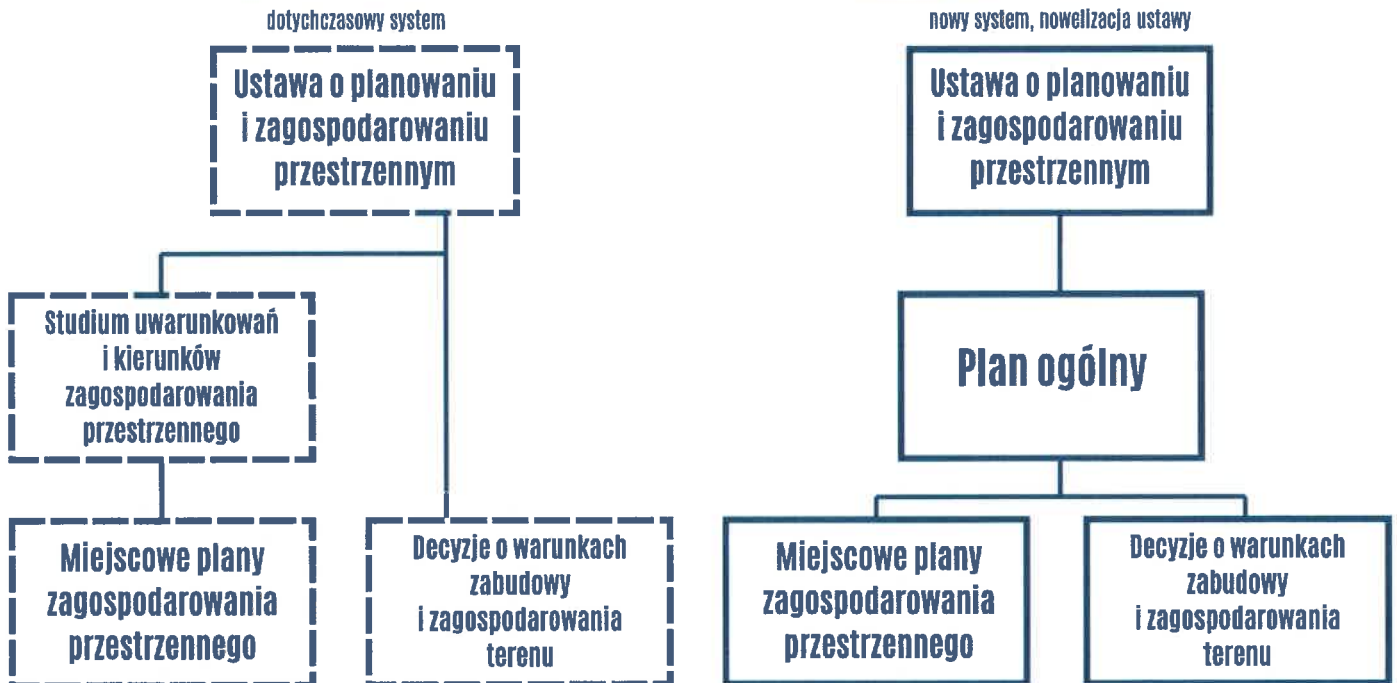 dotychczasowy system
Ustawa o planowaniu
i zagospodarowaniu
przestrzennym
Studium uwarunkowań
i kierunków
zagospodarowania
przestrzennego
Miejscowe plany
zagospodarowania
przestrzennego
Decyzje o warunkach
zabudowy
i zagospodarowania
terenu
nowy system, nowelizacja ustawy
Ustawa o planowaniu
i zagospodarowaniu
przestrzennym
Plan ogólny
Miejscowe plany
zagospodarowania
przestrzennego
Decyzje o warunkach
zabudowy
i zagospodarowania
terenu